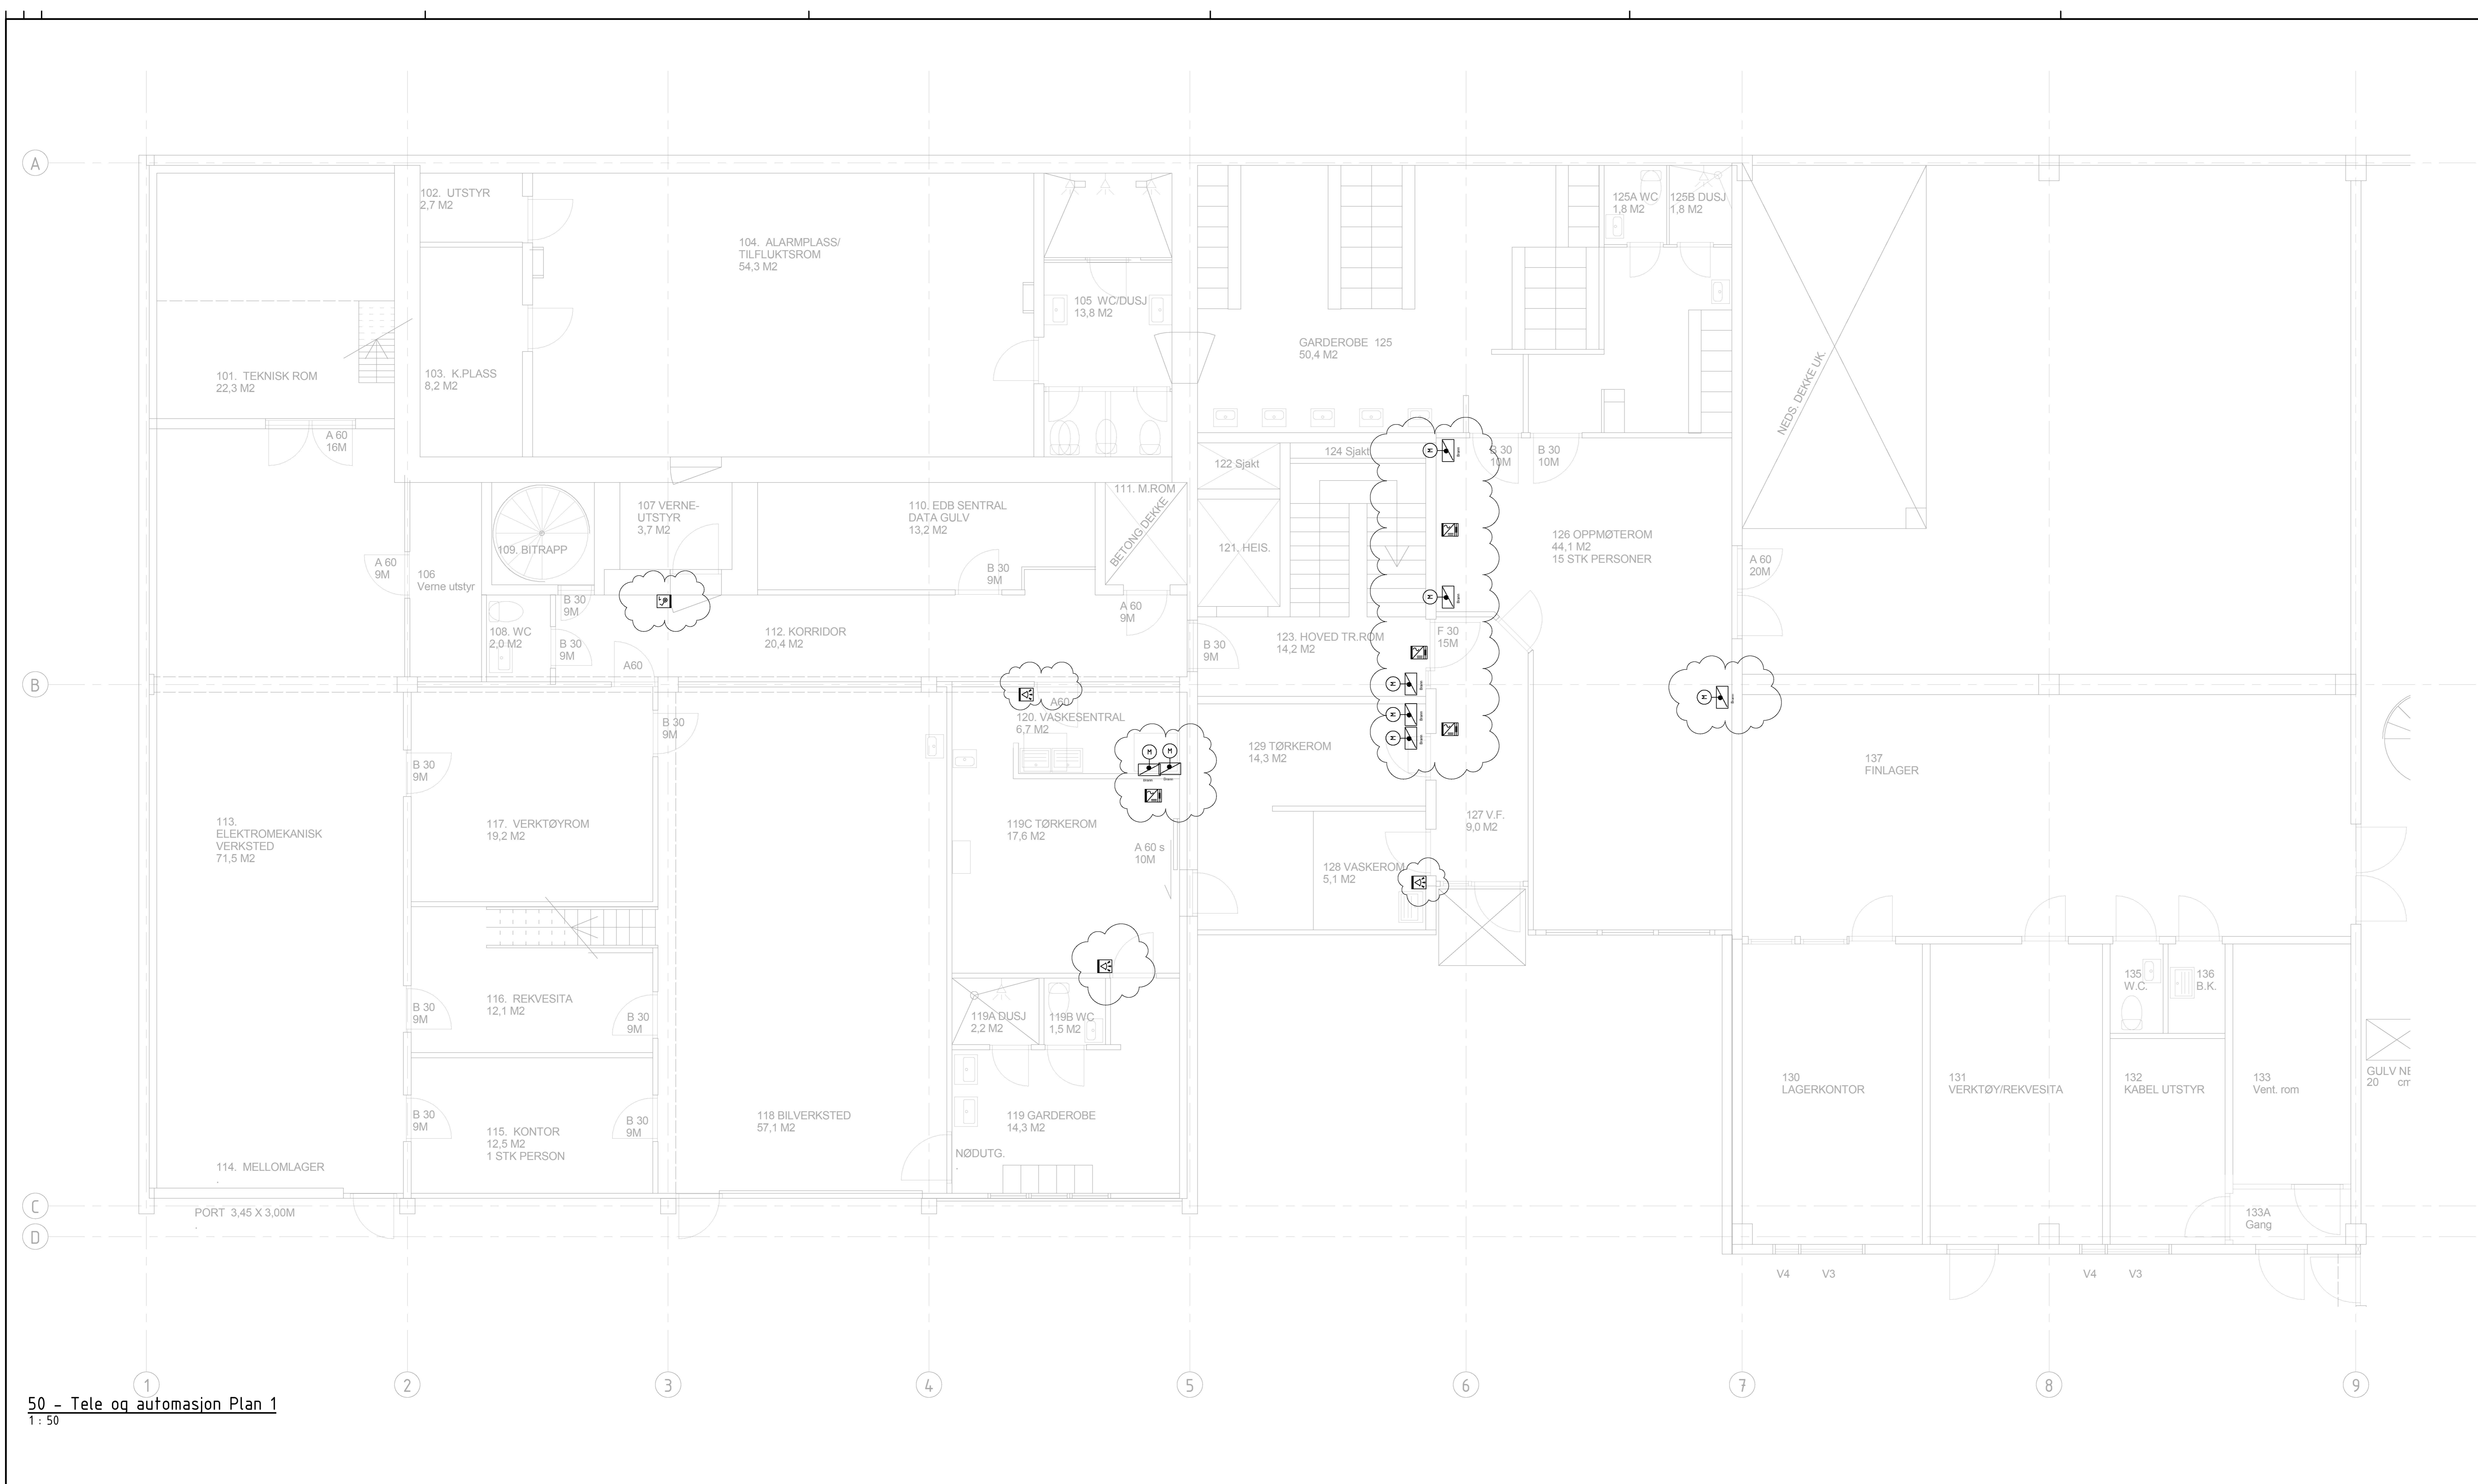 A
102. UTSTYR
2,7 M2
104. ALARMPLASS/
TILFLUKTSROM
54,3 M2
125A WC
1,8 M2
125B DUSJ
1,8 M2
105 WC/DUSJ
13,8 M2
GARDEROBE 125
50,4 M2
101. TEKNISK ROM
22,3 M2
103. K.PLASS
8,2 M2
NEDS. DEKKE UK.
A 60
16M
122 Sjakt
124 Sjakt
M
B 30
10M
B 30
10M
107 VERNE-
UTSTYR
3,7 M2
110. EDB SENTRAL
DATA GULV
13,2 M2
111. M.ROM
BETONG DEKKE
109. BITRAPP
121. HEIS.
126 OPPMØTEROM
44,1 M2
15 STK PERSONER
A 60
9M
106
Verne utstyr
B 30
9M
B 30
9M
A 60
9M
A 60
20M
M
108. WC
2,0 M2
B 30
9M
A60
112. KORRIDOR
20,4 M2
B 30
9M
123. HOVED TR.ROM
14,2 M2
F 30
15M
B
A60
M
M
M
M
B 30
9M
120. VASKESENTRAL
6,7 M2
M
M
129 TØRKEROM
14,3 M2
B 30
9M
137
FINLAGER
113.
ELEKTROMEKANISK
VERKSTED
71,5 M2
117. VERKTØYROM
19,2 M2
119C TØRKEROM
17,6 M2
127 V.F.
9,0 M2
A 60 s
10M
128 VASKEROM
5,1 M2
116. REKVESITA
12,1 M2
B 30
9M
B 30
9M
119A DUSJ
2,2 M2
119B WC
1,5 M2
135
W.C.
136
B.K.
130
LAGERKONTOR
131
VERKTØY/REKVESITA
132
KABEL UTSTYR
133
Vent. rom
GULV NE
20 cm
115. KONTOR
12,5 M2
1 STK PERSON
B 30
9M
B 30
9M
118 BILVERKSTED
57,1 M2
119 GARDEROBE
14,3 M2
NØDUTG.
.
114. MELLOMLAGER
.
C
PORT 3,45 X 3,00M
.
133A
Gang
D
V4 V3
V4 V3
1 2 3 4 5 6 7 8 9
50 - Tele og automasjon Plan 1
1 : 50